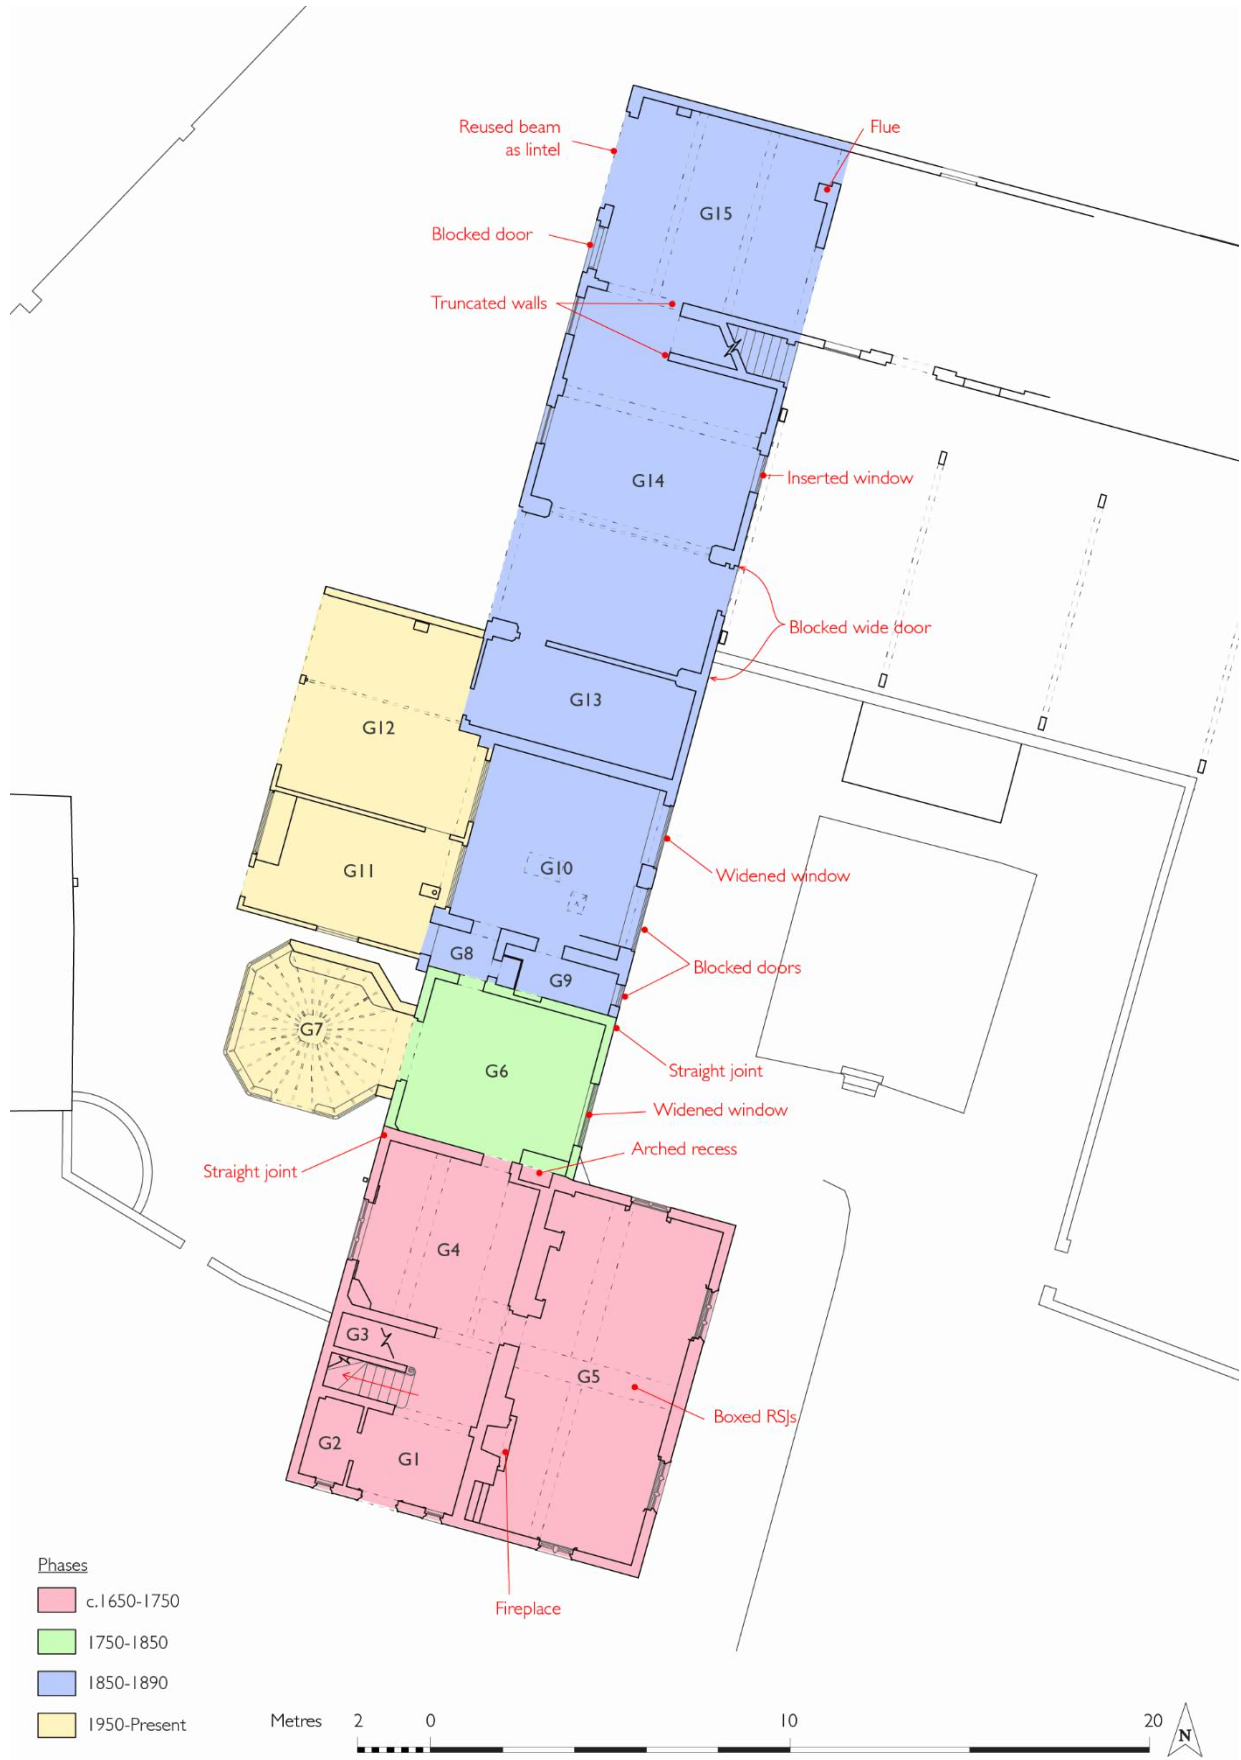 Reused beam
as lintel
Flue
G15
Blocked door
Truncated walls
G14
Inserted window
Blocked wide door
G13
G12
G11
G10
Widened window
G8
G9
Blocked doors
G7
G6
Straight joint
Widened window
Arched recess
Straight joint
G4
G3
G5
Boxed RSJs
G2
G1
Fireplace
Phases
c.1650-1750
1750-1850
1850-1890
1950-Present
Metres 2 0 10 20
N